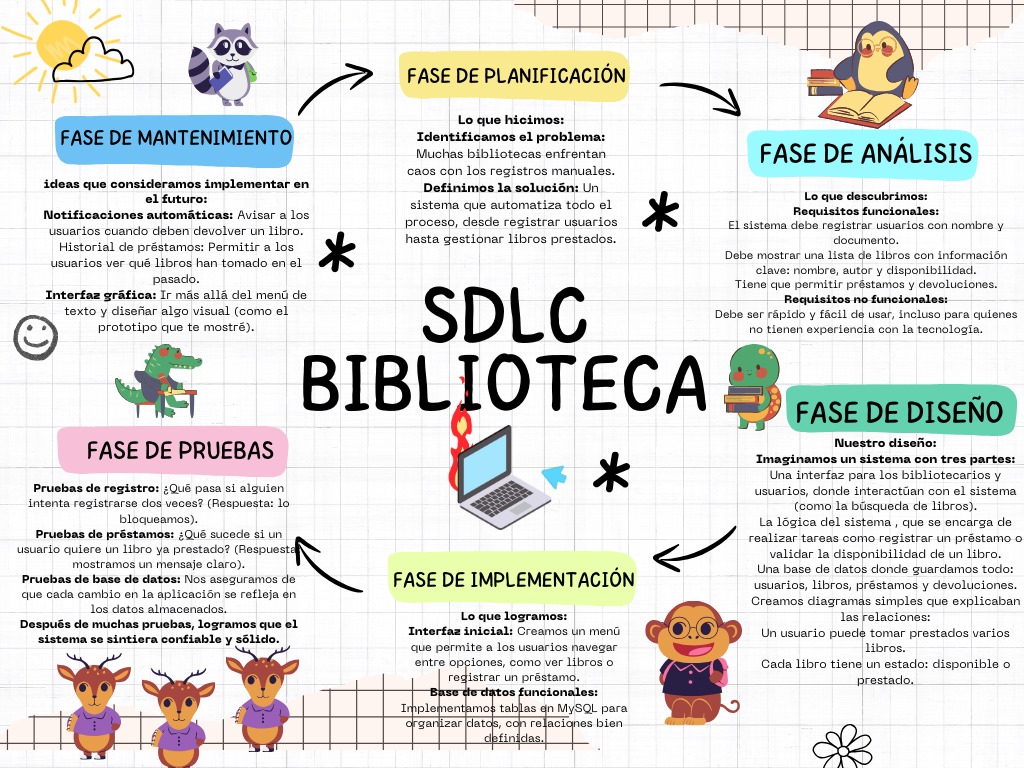 FASE DE PLANIFICACIÓN
Lo que hicimos:
Identificamos el problema:
Muchas bibliotecas enfrentan
caos con los registros manuales.
Definimos la solución: Un
sistema que automatiza todo el
proceso, desde registrar usuarios
hasta gestionar libros prestados.
FASE DE ANÁLISIS
Lo que descubrimos:
Requisitos funcionales:
El sistema debe registrar usuarios con nombre y
documento.
Debe mostrar una lista de libros con información
clave: nombre, autor y disponibilidad.
Tiene que permitir préstamos y devoluciones.
Requisitos no funcionales:
Debe ser rápido y fácil de usar, incluso para quienes
no tienen experiencia con la tecnología.
FASE DE MANTENIMIENTO
ideas que consideramos implementar en
el futuro:
Notificaciones automáticas: Avisar a los
usuarios cuando deben devolver un libro.
Historial de préstamos: Permitir a los
usuarios ver qué libros han tomado en el
pasado.
Interfaz gráfica: Ir más allá del menú de
texto y diseñar algo visual (como el
prototipo que te mostré).
SDLC
BIBLIOTECA
FASE DE DISEÑO
Nuestro diseño:
Imaginamos un sistema con tres partes:
Una interfaz para los bibliotecarios y
usuarios, donde interactúan con el sistema
(como la búsqueda de libros).
La lógica del sistema , que se encarga de
realizar tareas como registrar un préstamo o
validar la disponibilidad de un libro.
Una base de datos donde guardamos todo:
usuarios, libros, préstamos y devoluciones.
Creamos diagramas simples que explicaban
las relaciones:
Un usuario puede tomar prestados varios
libros.
Cada libro tiene un estado: disponible o
prestado.
FASE DE PRUEBAS
Pruebas de registro: ¿Qué pasa si alguien
intenta registrarse dos veces? (Respuesta: lo
bloqueamos).
Pruebas de préstamos: ¿Qué sucede si un
usuario quiere un libro ya prestado? (Respuesta:
mostramos un mensaje claro).
Pruebas de base de datos: Nos aseguramos de
que cada cambio en la aplicación se refleja en
los datos almacenados.
Después de muchas pruebas, logramos que el
sistema se sintiera confiable y sólido.
FASE DE IMPLEMENTACIÓN
Lo que logramos:
Interfaz inicial: Creamos un menú
que permite a los usuarios navegar
entre opciones, como ver libros o
registrar un préstamo.
Base de datos funcionales:
Implementamos tablas en MySQL para
organizar datos, con relaciones bien
definidas.